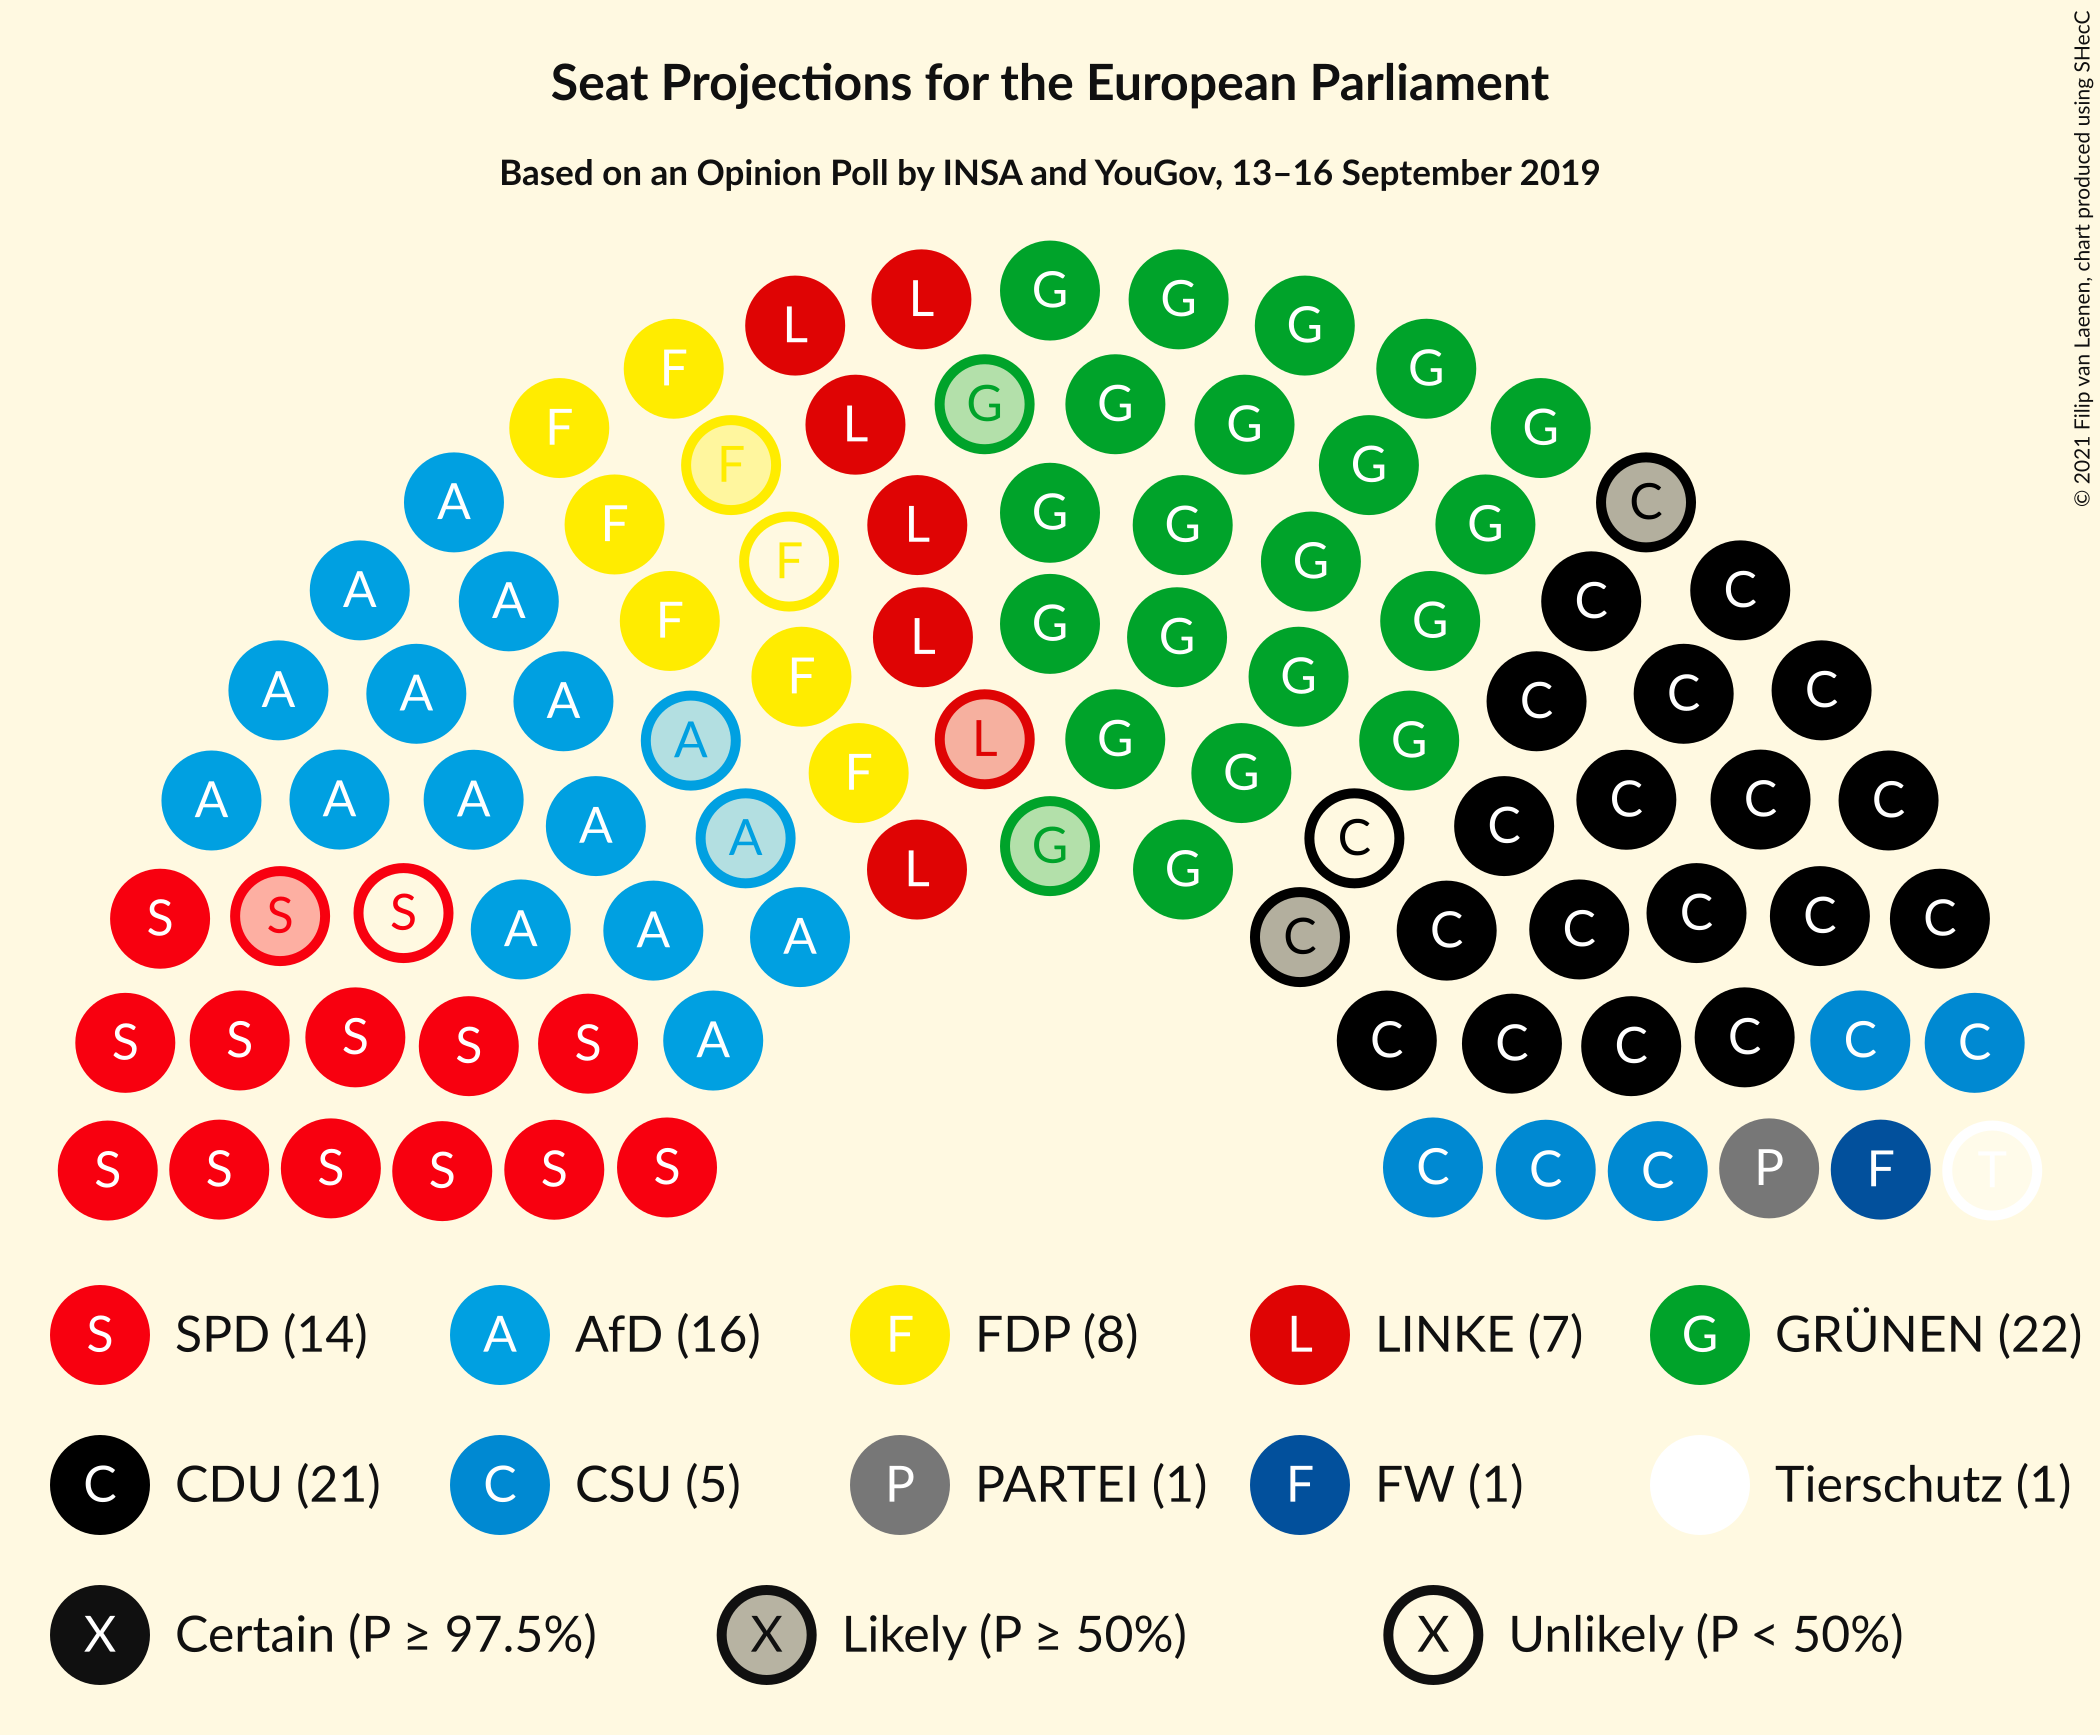 Seat Projections for the European Parliament
Based on an Opinion Poll by INSA and YouGov, 13–16 September 2019
© 2021 Filip van Laenen, chart produced using SHecC
G
L G
L G
F G
F G
L G
L G
G
F G
F G
A C
G
F L G
F G
F G
A C
A C
A G C
F G
L G
F G
A C
A C
A C
A L G G
A C
F G
A C
A C
A C
A C
A C
A C
L G G
S S S A A A C C C C C C C
S S S S S A C C C C C C
S S S S S S C C C P F T
S SPD (14) A AfD (16) F FDP (8) L LINKE (7) G GRÜNEN (22)
C CDU (21) C CSU (5) P PARTEI (1) F FW (1) Tierschutz (1)
X Certain (P ≥ 97.5%) X Likely (P ≥ 50%) X Unlikely (P < 50%)